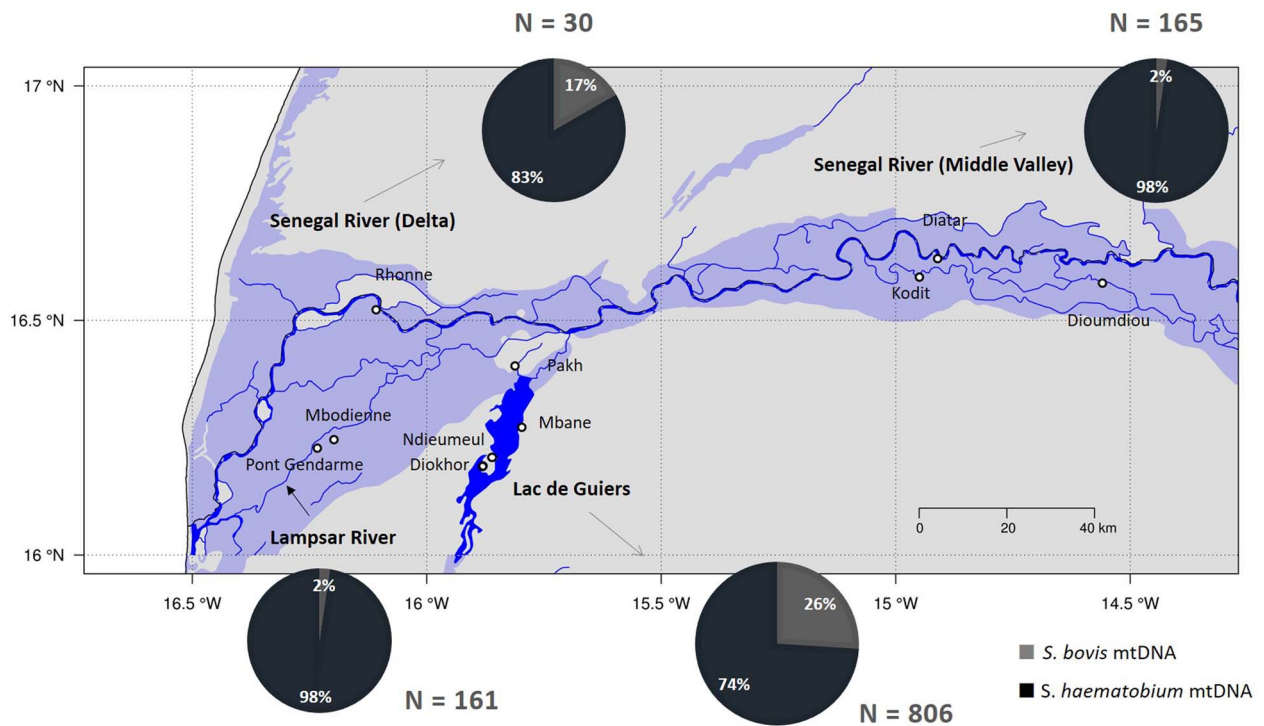 N = 30
N = 165
17 °N
17%
2%
83%
Senegal River (Middle Valley)
98%
Senegal River (Delta)
Diatar
Rhonne
Kodit
16.5 °N
Dioumdiou
Pakh
Mbodienne
Mbane
Ndieumeul
Pont Gendarme
Diokhor
Lac de Guiers
Lampsar River
0 20 40 km
16 °N
16.5 °W
16 °W
15.5 °W
15 °W
14.5 °W
2%
26%
S. bovis mtDNA
74%
98%
S. haematobium mtDNA
N = 161
N = 806